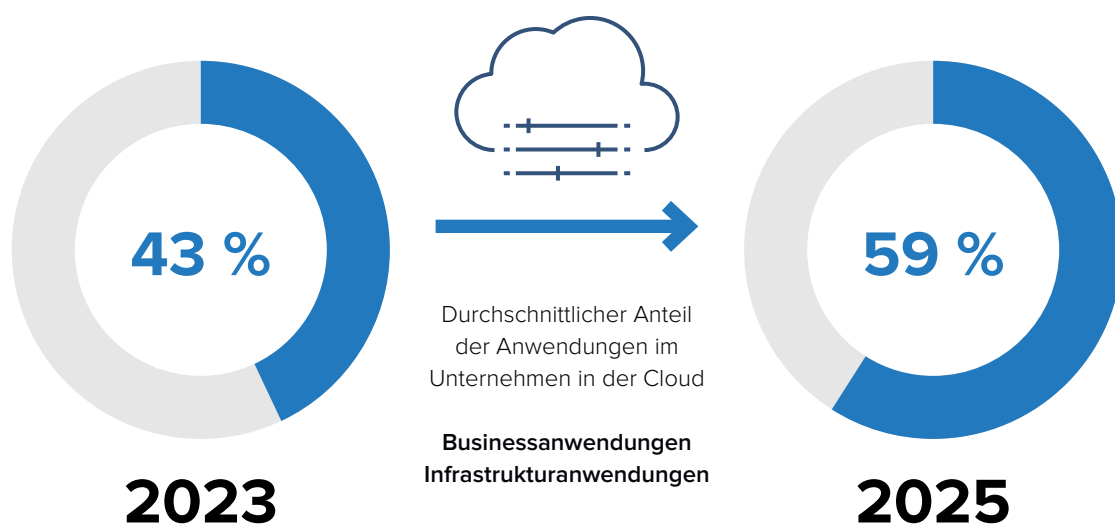 43 %
2023
Durchschnittlicher Anteil
der Anwendungen im
Unternehmen in der Cloud
Businessanwendungen
Infrastrukturanwendungen
59 %
2025